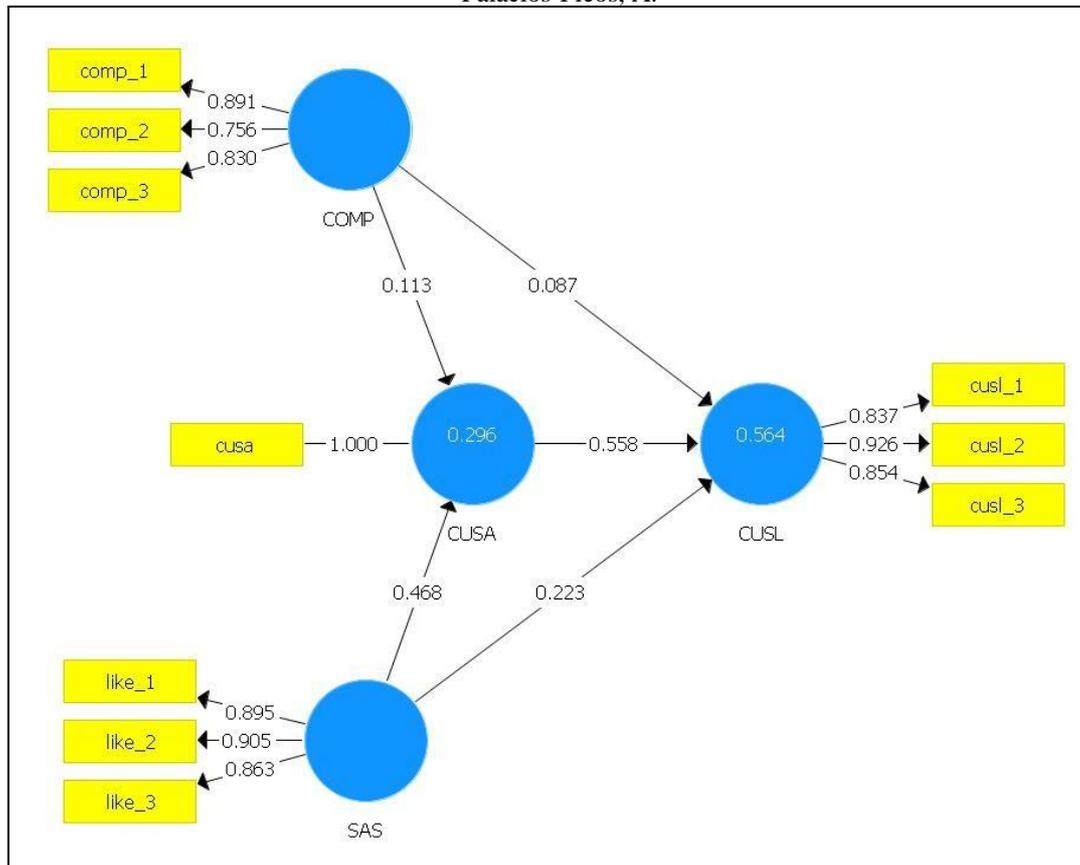 Palacios-Picos, A.
comp_1
0.891
comp_2
0.756
comp_3
0.830
COMP
0.113
0.087
cusa
1.000
0.296
CUSA
0.558
0.564
CUSL
0.837
cusl_1
0.926
cusl_2
0.854
cusl_3
0.468
0.223
like_1
0.895
like_2
0.905
like_3
0.863
SAS